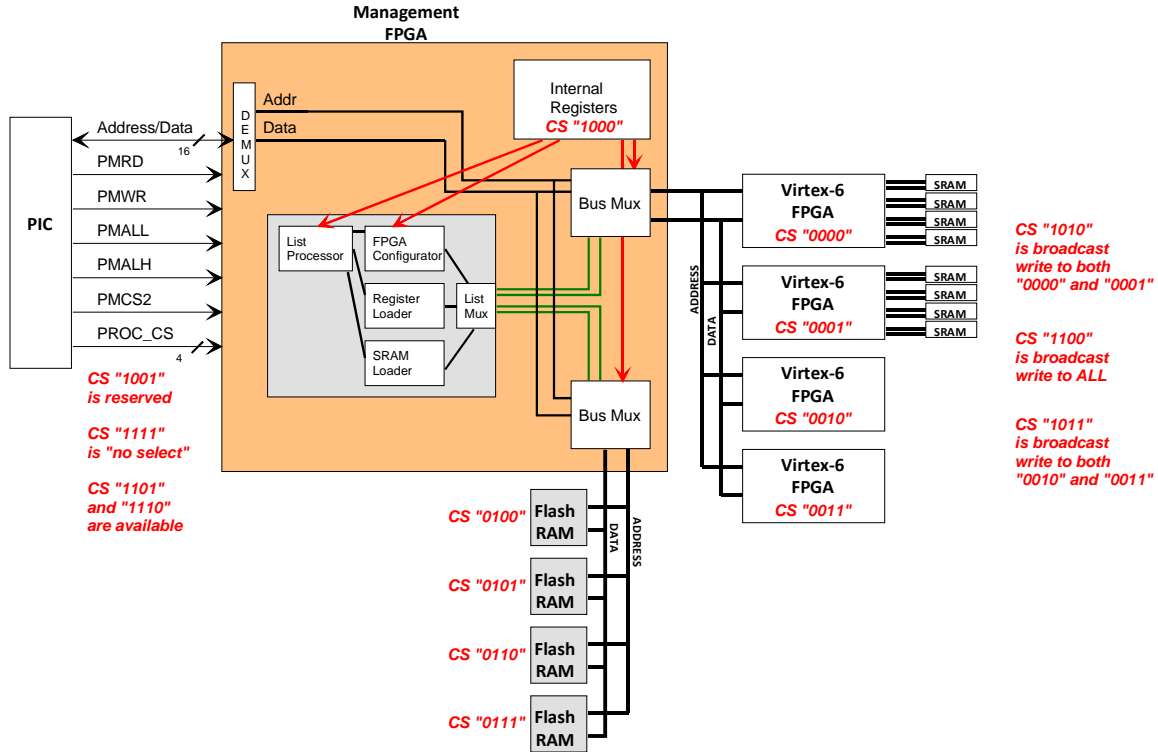 Management
FPGA
PIC
Address/Data
16
PMRD
PMWR
PMALL
PMALH
PMCS2
PROC_CS
4
CS "1001"
is reserved
CS "1111"
is "no select"
CS "1101"
and "1110"
are available
DEMUX
Addr
Data
Internal
Registers
CS "1000"
List
Processor
FPGA
Configurator
Register
Loader
SRAM
Loader
List
Mux
Bus Mux
Bus Mux
ADDRESS
DATA
Virtex-6
FPGA
CS "0000"
SRAM
SRAM
SRAM
SRAM
Virtex-6
FPGA
CS "0001"
SRAM
SRAM
SRAM
SRAM
Virtex-6
FPGA
CS "0010"
Virtex-6
FPGA
CS "0011"
CS "1010"
is broadcast
write to both
"0000" and "0001"
CS "1100"
is broadcast
write to ALL
CS "1011"
is broadcast
write to both
"0010" and "0011"
DATA
ADDRESS
CS "0100"
Flash
RAM
CS "0101"
Flash
RAM
CS "0110"
Flash
RAM
CS "0111"
Flash
RAM